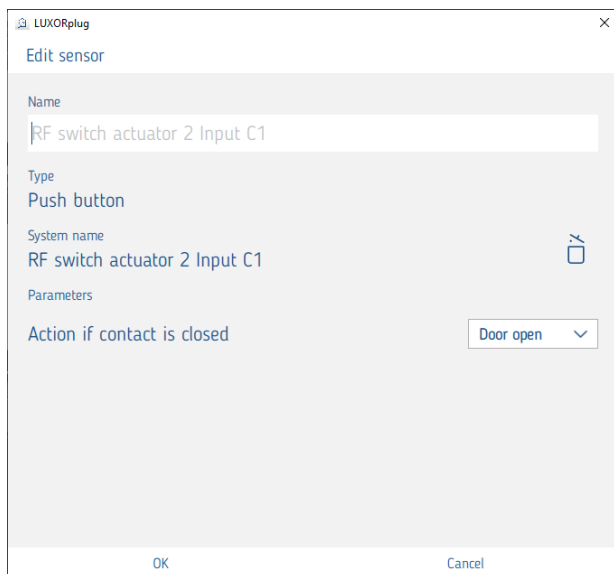 LUXORplug
Edit sensor
Name
RF switch actuator 2 Input C1
Type
Push button
System name
RF switch actuator 2 Input C1
Parameters
Action if contact is closed
Door open
OK
Cancel